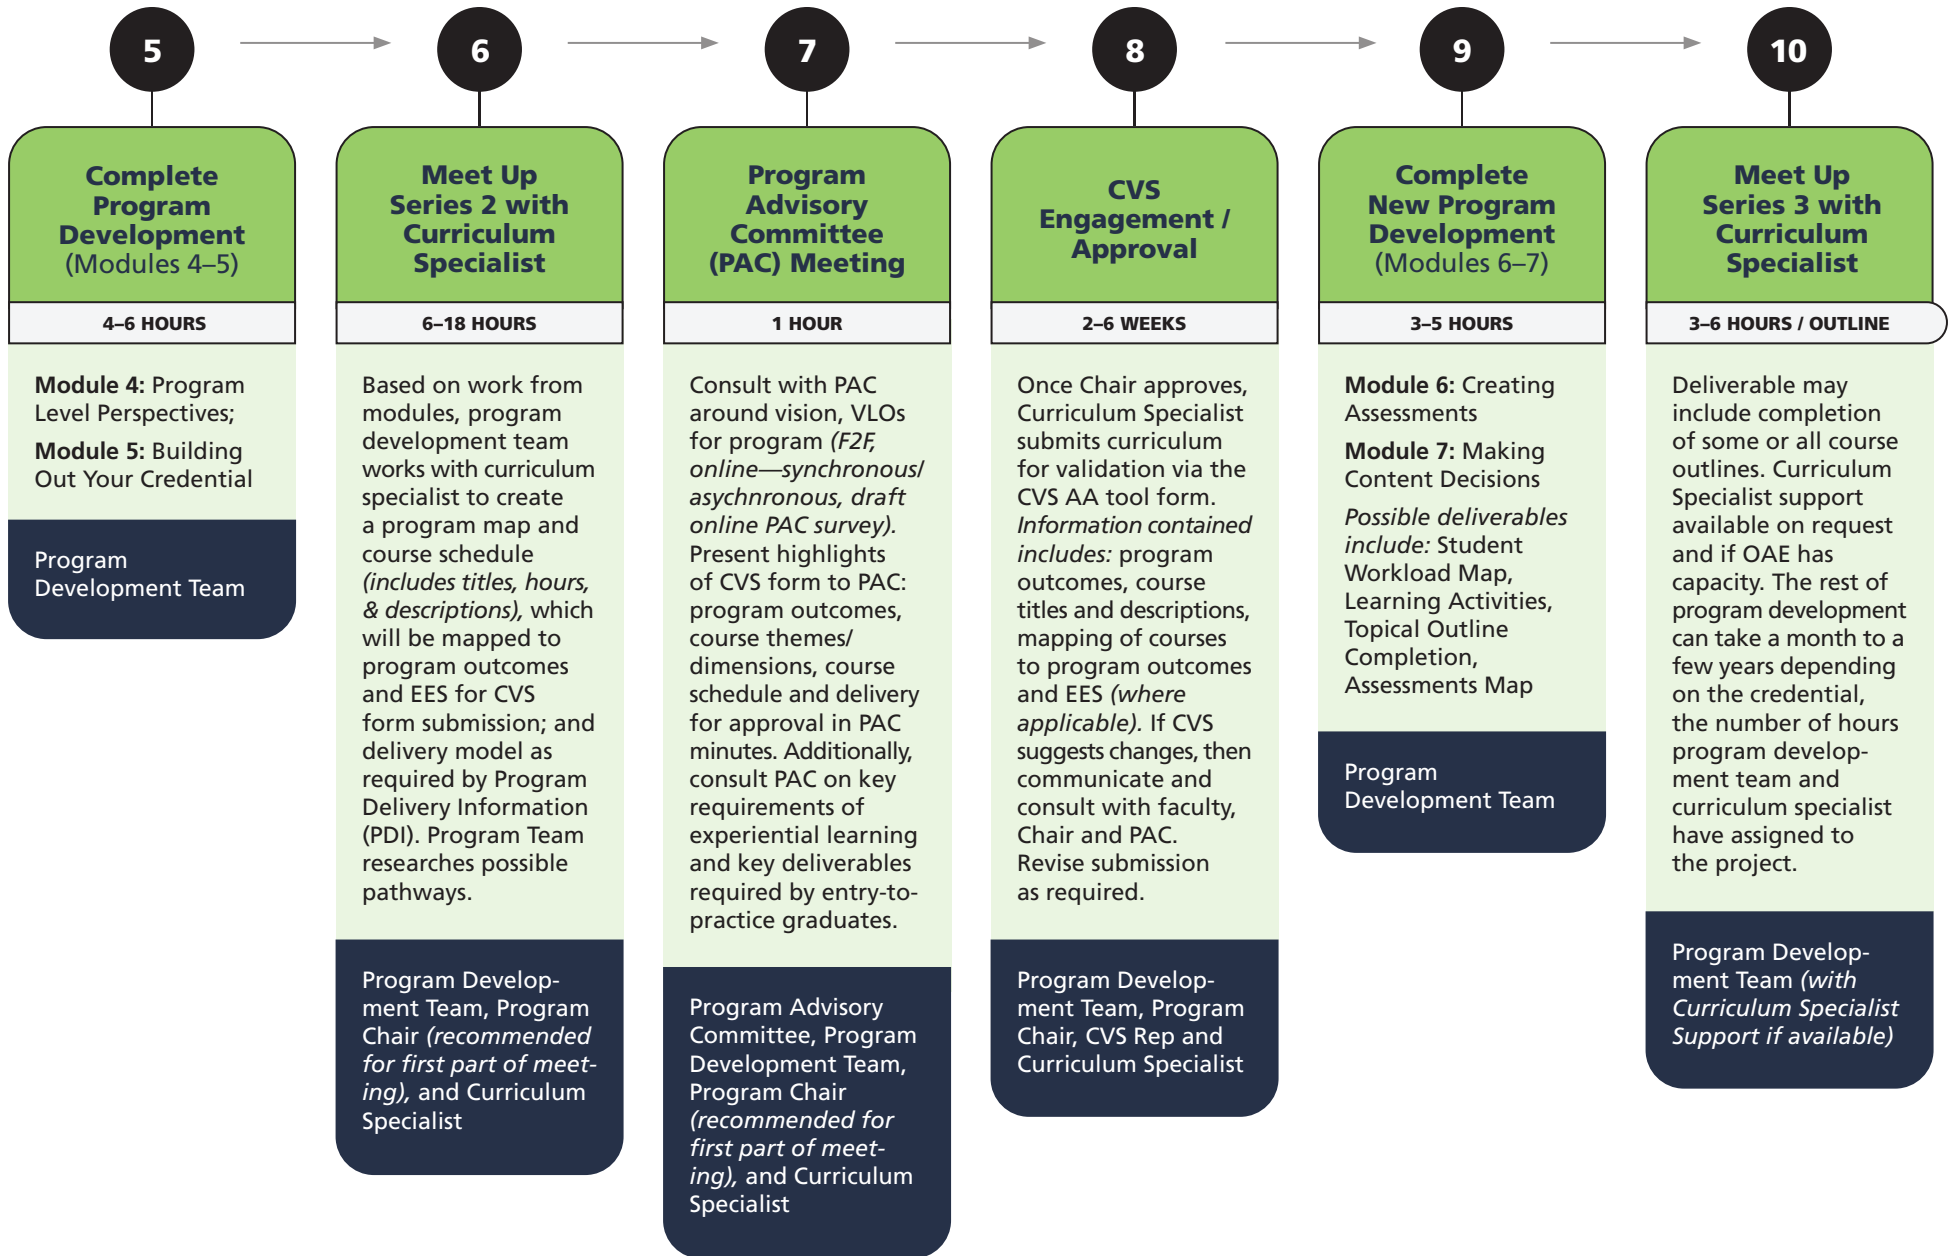 5
Complete
Program
Development
(Modules 4–5)
4–6 HOURS
Module 4: Program
Level Perspectives;
Module 5: Building
Out Your Credential
Program
Development Team
6
Meet Up
Series 2 with
Curriculum
Specialist
6–18 HOURS
Based on work from
modules, program
development team
works with curriculum
specialist to create
a program map and
course schedule
(includes titles, hours,
& descriptions), which
will be mapped to
program outcomes
and EES for CVS
form submission; and
delivery model as
required by Program
Delivery Information
(PDI). Program Team
researches possible
pathways.
Program Develop-
ment Team, Program
Chair (recommended
for first part of meet-
ing), and Curriculum
Specialist
7
Program
Advisory
Committee
(PAC) Meeting
1 HOUR
Consult with PAC
around vision, VLOs
for program (F2F,
online—synchronous/
asychnronous, draft
online PAC survey).
Present highlights
of CVS form to PAC:
program outcomes,
course themes/
dimensions, course
schedule and delivery
for approval in PAC
minutes. Additionally,
consult PAC on key
requirements of
experiential learning
and key deliverables
required by entry-to-
practice graduates.
Program Advisory
Committee, Program
Development Team,
Program Chair
(recommended for
first part of meet-
ing), and Curriculum
Specialist
8
CVS
Engagement /
Approval
2–6 WEEKS
Once Chair approves,
Curriculum Specialist
submits curriculum
for validation via the
CVS AA tool form.
Information contained
includes: program
outcomes, course
titles and descriptions,
mapping of courses
to program outcomes
and EES (where
applicable). If CVS
suggests changes, then
communicate and
consult with faculty,
Chair and PAC.
Revise submission
as required.
Program Develop-
ment Team, Program
Chair, CVS Rep and
Curriculum Specialist
9
Complete
New Program
Development
(Modules 6–7)
3–5 HOURS
Module 6: Creating
Assessments
Module 7: Making
Content Decisions
Possible deliverables
include: Student
Workload Map,
Learning Activities,
Topical Outline
Completion,
Assessments Map
Program
Development Team
10
Meet Up
Series 3 with
Curriculum
Specialist
3–6 HOURS / OUTLINE
Deliverable may
include completion
of some or all course
outlines. Curriculum
Specialist support
available on request
and if OAE has
capacity. The rest of
program development
can take a month to a
few years depending
on the credential,
the number of hours
program develop-
ment team and
curriculum specialist
have assigned to
the project.
Program Develop-
ment Team (with
Curriculum Specialist
Support if available)